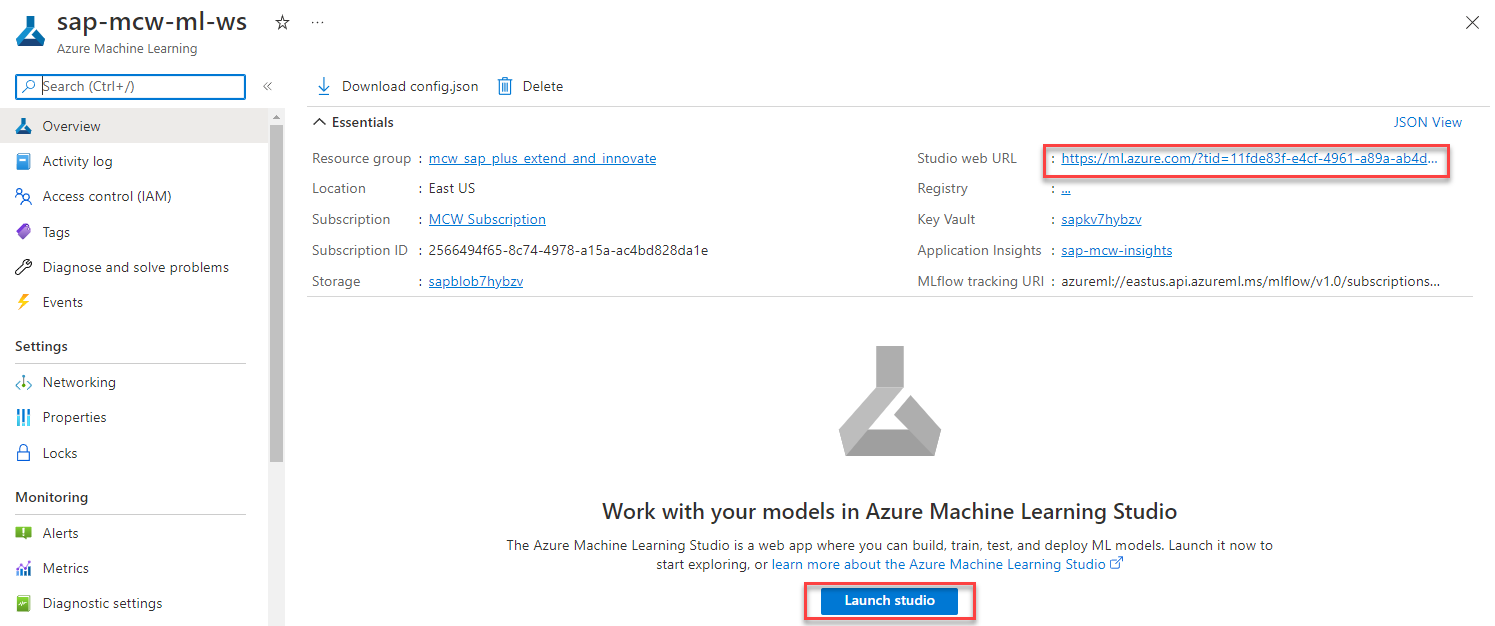 sap-mcw-ml-ws
Azure Machine Learning
Search (Ctrl+/)
Overview
Activity log
Access control (IAM)
Tags
Diagnose and solve problems
Events
Settings
Networking
Properties
Locks
Monitoring
Alerts
Metrics
Diagnostic settings
Download config.json Delete
Essentials JSON View
Resource group : mcw_sap_plus_extend_and_innovate
Location : East US
Subscription : MCW Subscription
Subscription ID : 2566494f65-8c74-4978-a15a-ac4bd828da1e
Storage : sapblob7hybzv
Studio web URL : https://ml.azure.com/?tid=11fde83f-e4cf-4961-a89a-ab4d...
Registry : ...
Key Vault : sapkv7hybzv
Application Insights : sap-mcw-insights
MLflow tracking URI : azureml://eastus.api.azureml.ms/mlflow/v1.0/subscriptions...
Work with your models in Azure Machine Learning Studio
The Azure Machine Learning Studio is a web app where you can build, train, test, and deploy ML models. Launch it now to
start exploring, or learn more about the Azure Machine Learning Studio
Launch studio